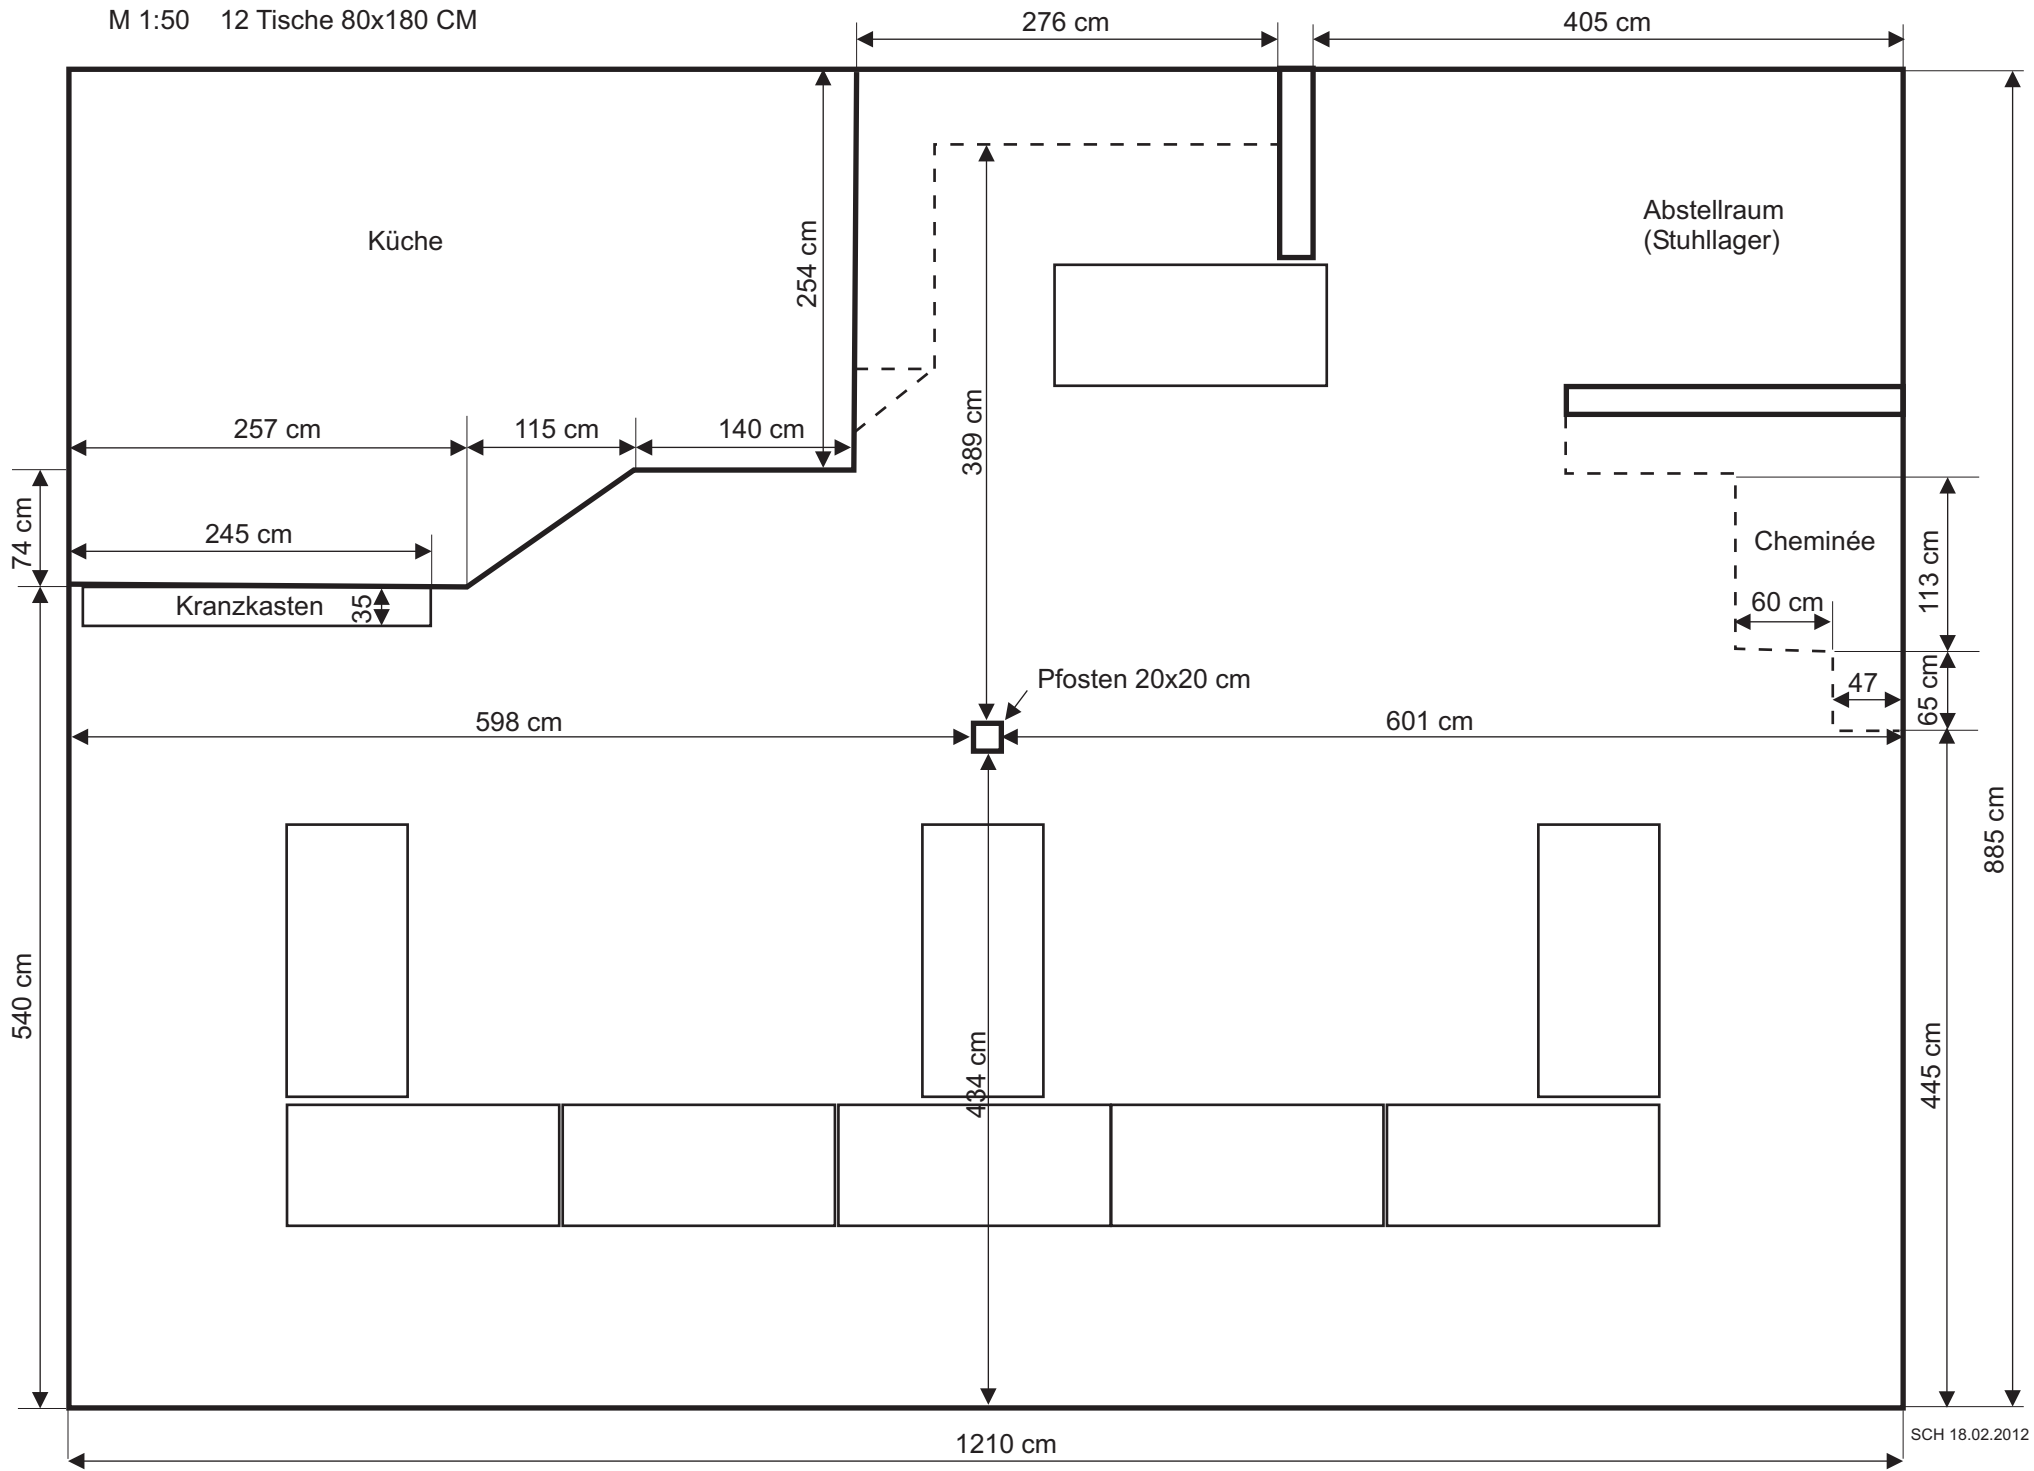 M 1:50 12 Tische 80x180 CM
276 cm
405 cm
Küche
254 cm
Abstellraum
(Stuhllager)
257 cm
115 cm
140 cm
389 cm
74 cm
245 cm
Cheminée
113 cm
Kranzkasten
35
60 cm
Pfosten 20x20 cm
47
65 cm
598 cm
601 cm
885 cm
540 cm
434 cm
445 cm
1210 cm
SCH 18.02.2012